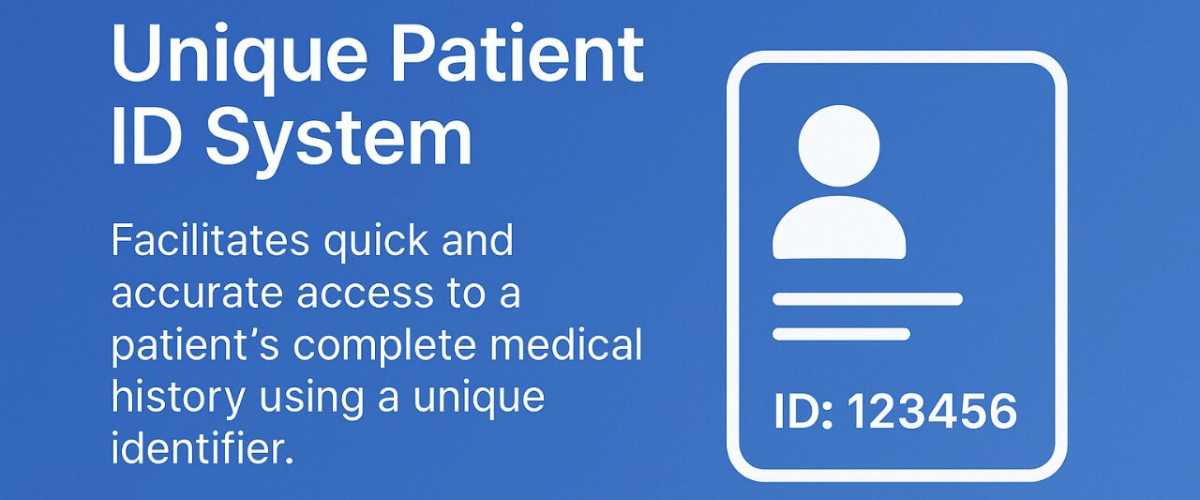 Unique Patient
ID System
Facilitates quick and
accurate access to a
patient’s complete medical
history using a unique
identifier.
ID: 123456